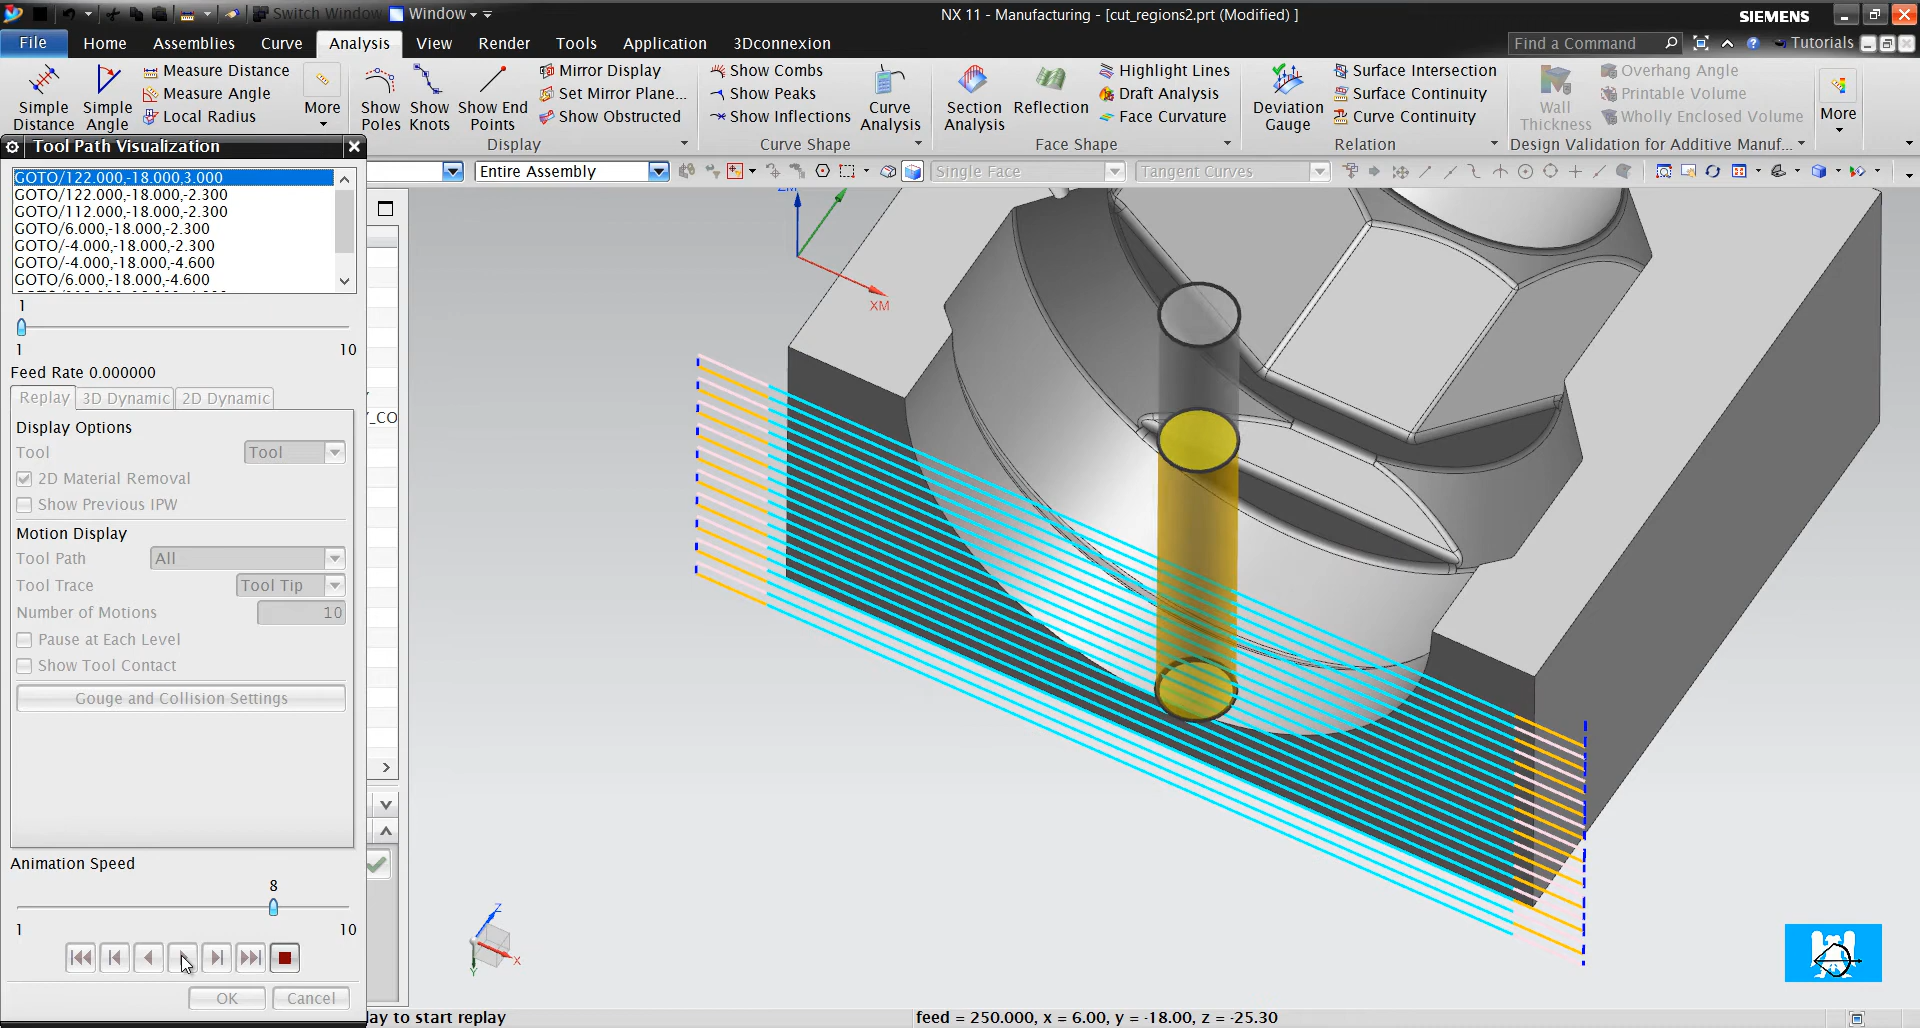 Switch Window Window
NX 11 - Manufacturing - [cut_regions2.prt (Modified) ]
SIEMENS
File Home Assemblies Curve Analysis View Render Tools Application 3Dconnexion
Find a Command
Tutorials
Simple Distance
Simple Angle
Measure Distance
Measure Angle
Local Radius
More
Show Poles
Show Knots
Show End Points
Mirror Display
Set Mirror Plane...
Show Obstructed
Display
Show Combs
Show Peaks
Show Inflections
Curve Analysis
Curve Shape
Section Analysis
Reflection
Highlight Lines
Draft Analysis
Face Curvature
Face Shape
Deviation Gauge
Surface Intersection
Surface Continuity
Curve Continuity
Relation
Wall Thickness
Overhang Angle
Printable Volume
Wholly Enclosed Volume
Design Validation for Additive Manuf...
More
Tool Path Visualization
Entire Assembly
Single Face
Tangent Curves
GOTO/122.000,-18.000,3.000
GOTO/122.000,-18.000,-2.300
GOTO/112.000,-18.000,-2.300
GOTO/6.000,-18.000,-2.300
GOTO/-4.000,-18.000,-2.300
GOTO/-4.000,-18.000,-4.600
GOTO/6.000,-18.000,-4.600
1
1 10
Feed Rate 0.000000
Replay 3D Dynamic 2D Dynamic
Display Options
Tool Tool
2D Material Removal
Show Previous IPW
Motion Display
Tool Path All
Tool Trace Tool Tip
Number of Motions 10
Pause at Each Level
Show Tool Contact
Gouge and Collision Settings
Animation Speed
8
1 10
OK Cancel
_CO
ZM
XM
Z
X
Y
lay to start replay
feed = 250.000, x = 6.00, y = -18.00, z = -25.30